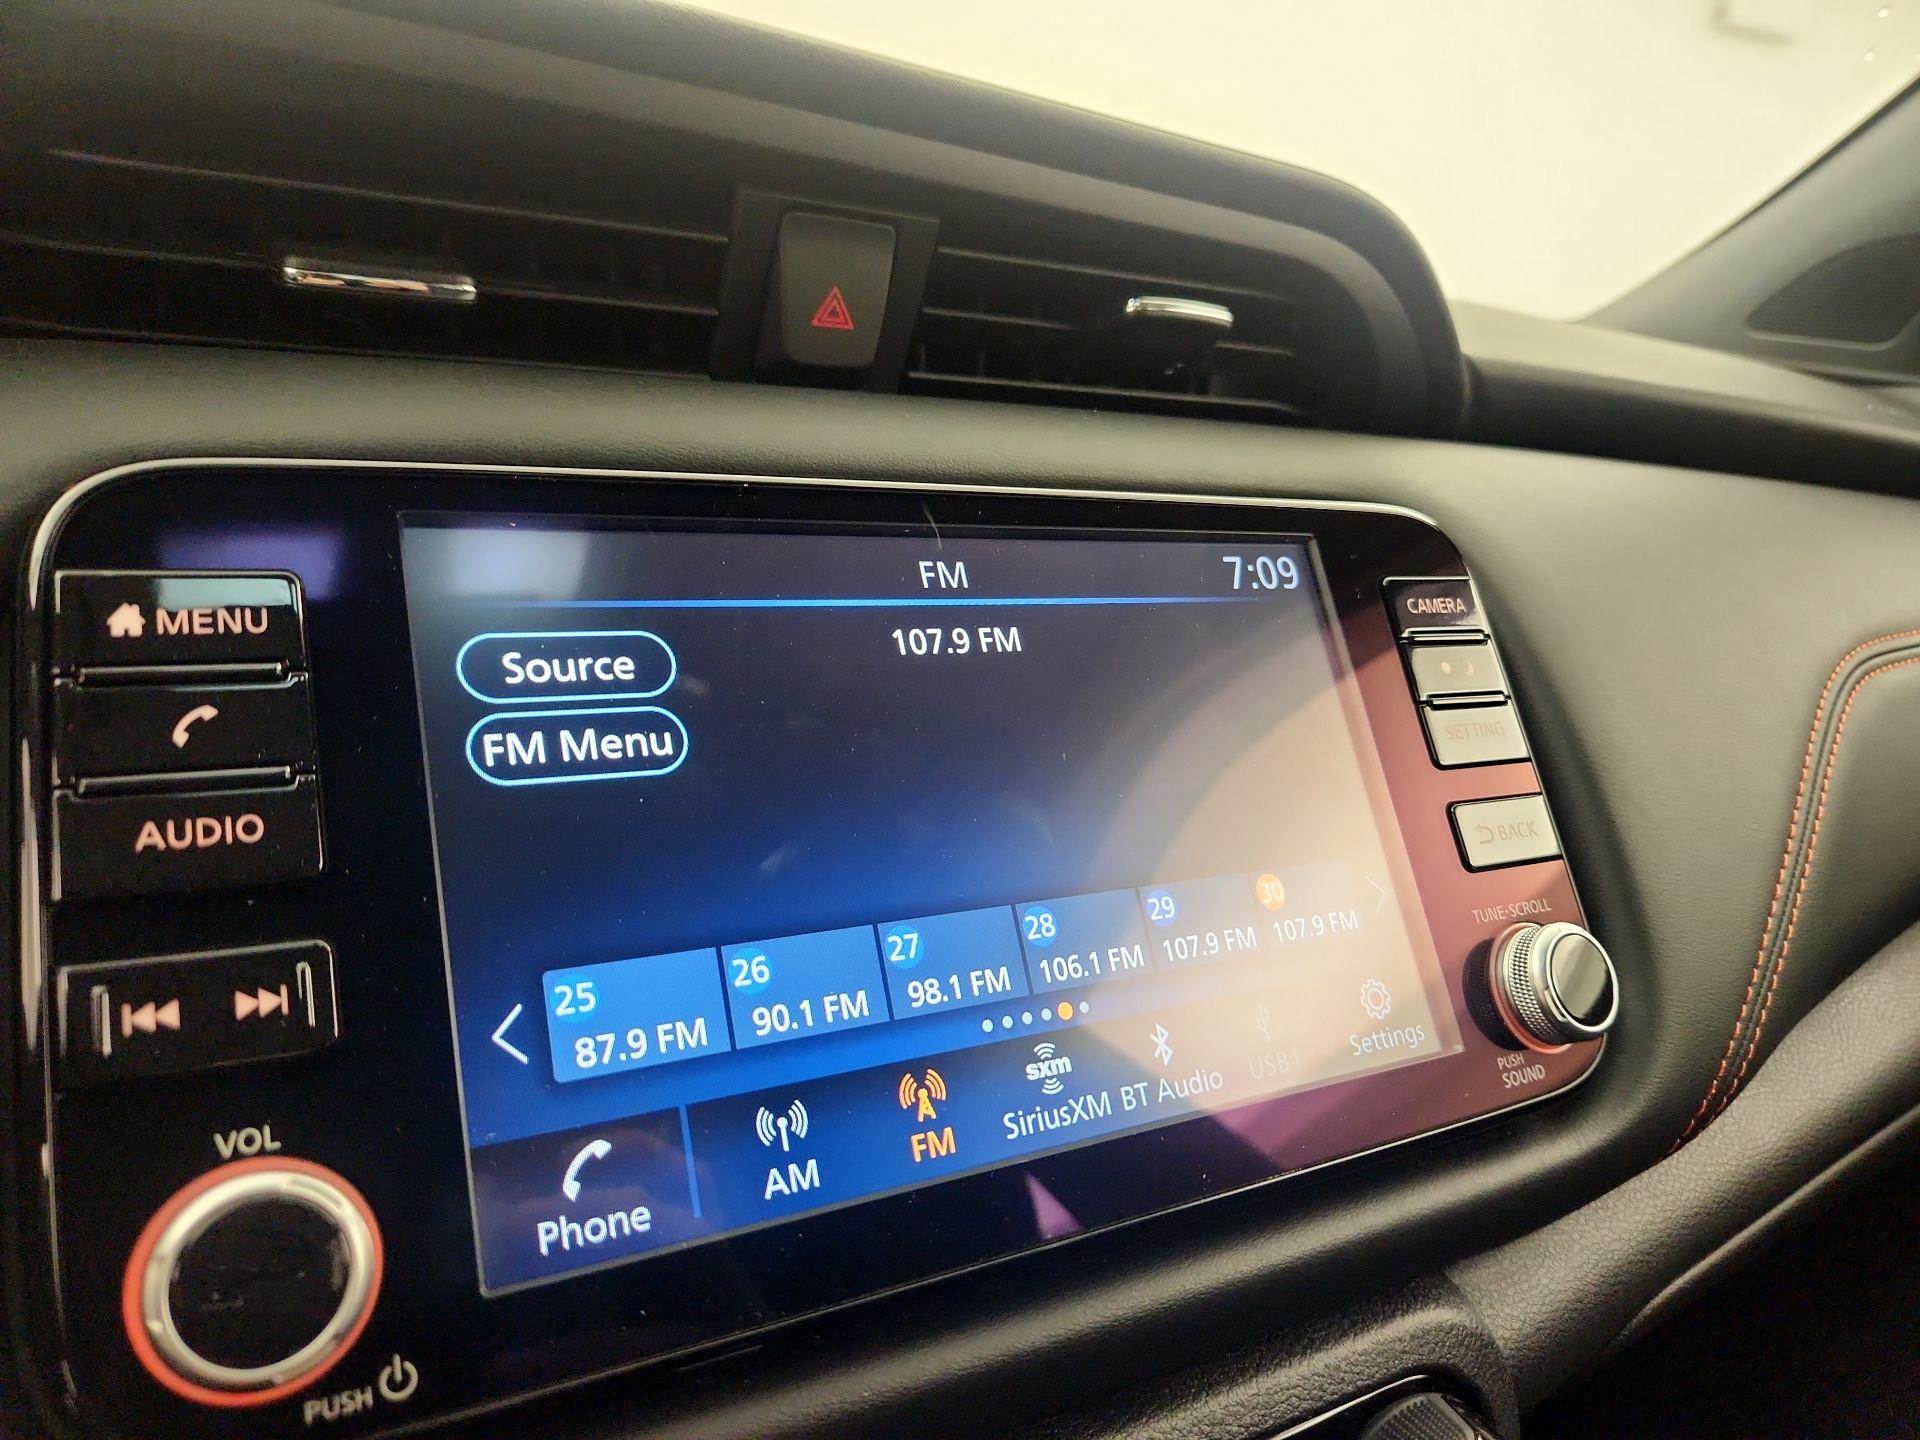 FM
7:09
107.9 FM
Source
FM Menu
25
87.9 FM
26
90.1 FM
27
98.1 FM
28
106.1 FM
29
107.9 FM
30
107.9 FM
Phone
AM
FM
sxm
SiriusXM
BT Audio
USB1
Settings
MENU
AUDIO
VOL
PUSH
CAMERA
SETTING
BACK
TUNE·SCROLL
PUSH
SOUND